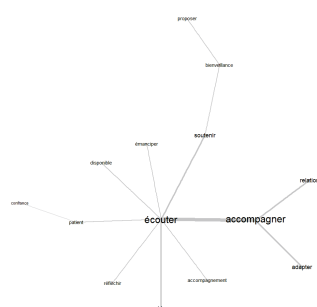 proposer
bienveillance
soutenir
émanciper
disponible
relation
confiance
écouter
accompagner
patient
adapter
réfléchir
accompagnement